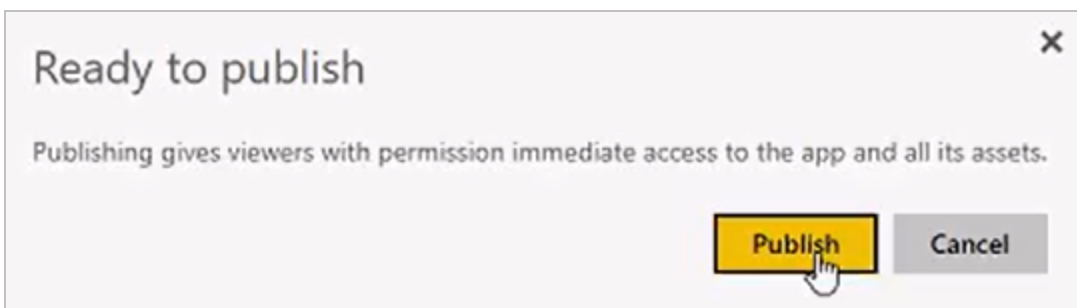 Ready to publish
Publishing gives viewers with permission immediate access to the app and all its assets.
Publish
Cancel